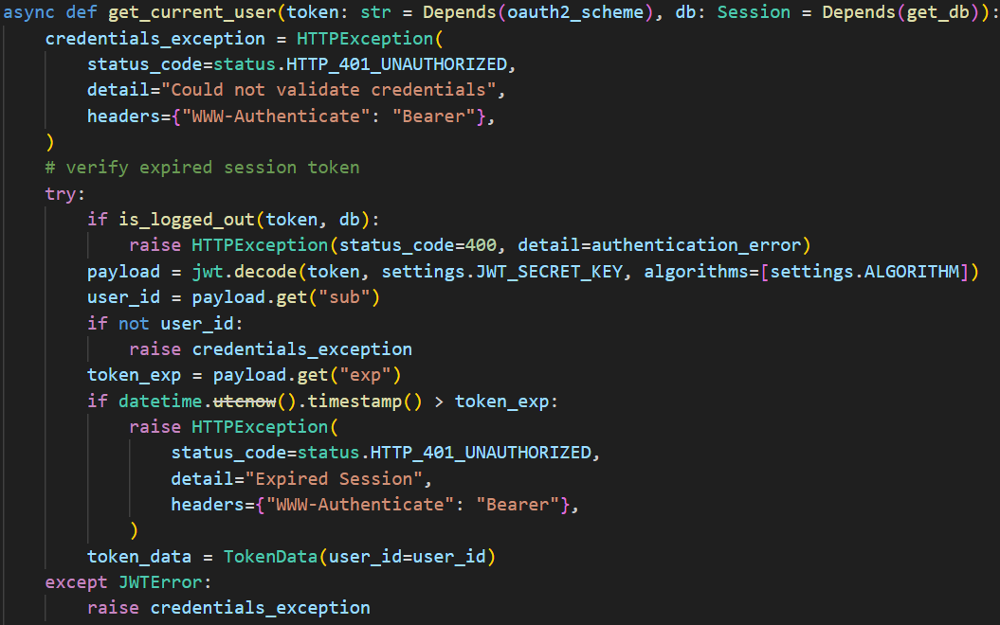 async def get_current_user(token: str = Depends(oauth2_scheme), db: Session = Depends(get_db)):
    credentials_exception = HTTPException(
        status_code=status.HTTP_401_UNAUTHORIZED,
        detail="Could not validate credentials",
        headers={"WWW-Authenticate": "Bearer"},
    )
    # verify expired session token
    try:
        if is_logged_out(token, db):
            raise HTTPException(status_code=400, detail=authentication_error)
        payload = jwt.decode(token, settings.JWT_SECRET_KEY, algorithms=[settings.ALGORITHM])
        user_id = payload.get("sub")
        if not user_id:
            raise credentials_exception
        token_exp = payload.get("exp")
        if datetime.utcnow().timestamp() > token_exp:
            raise HTTPException(
                status_code=status.HTTP_401_UNAUTHORIZED,
                detail="Expired Session",
                headers={"WWW-Authenticate": "Bearer"},
            )
        token_data = TokenData(user_id=user_id)
    except JWTError:
        raise credentials_exception